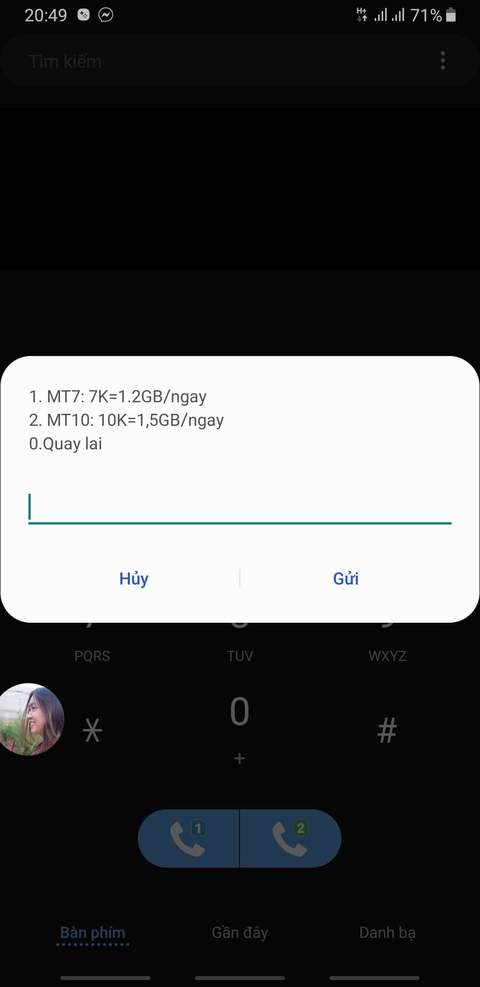 20:49
H+
71%
Tìm kiếm
1. MT7: 7K=1.2GB/ngay
2. MT10: 10K=1,5GB/ngay
0.Quay lai
Hủy
Gửi
PQRS
TUV
WXYZ
0
#
+
1
2
Bàn phím
Gần đây
Danh bạ